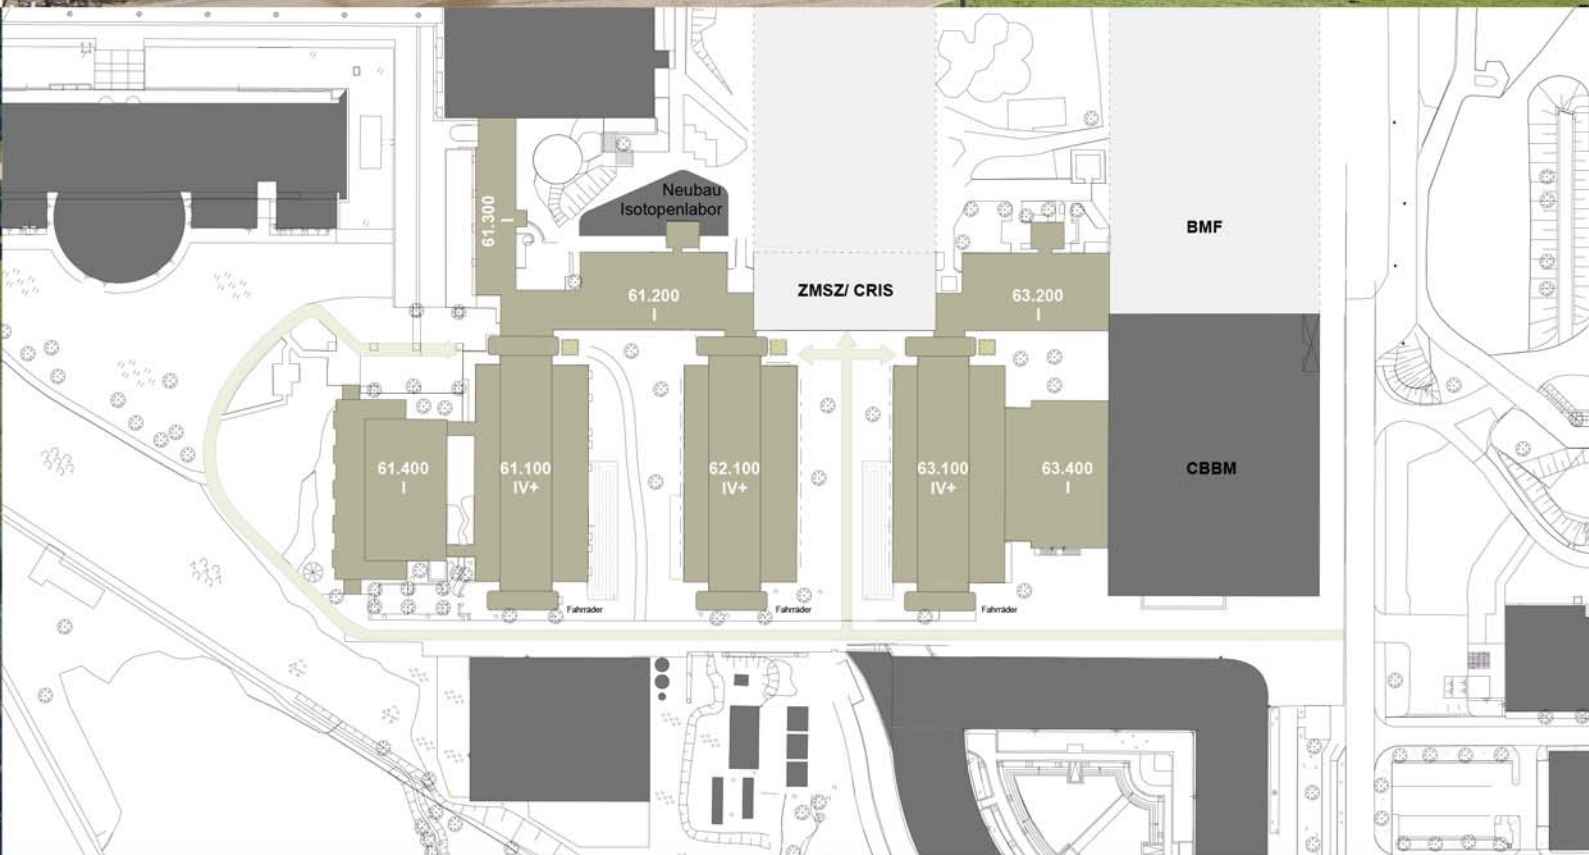 Neubau
Isotopenlabor
61.300
I
BMF
61.200
I
ZMSZ/ CRIS
63.200
I
61.400
I
61.100
IV+
62.100
IV+
63.100
IV+
63.400
I
CBBM
Fahrräder
Fahrräder
Fahrräder